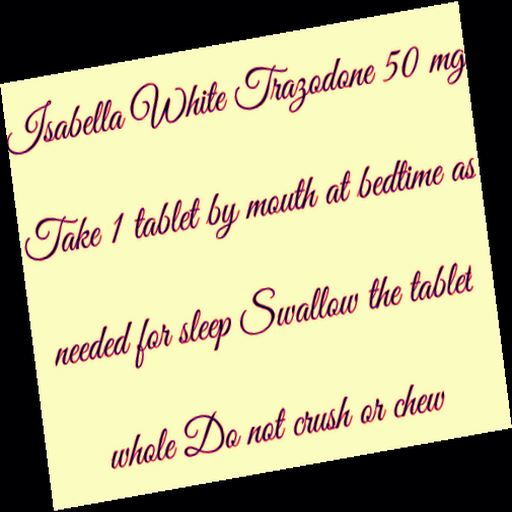 Isabella White Trazodone 50 mg
Take 1 tablet by mouth at bedtime as
needed for sleep Swallow the tablet
whole Do not crush or chew